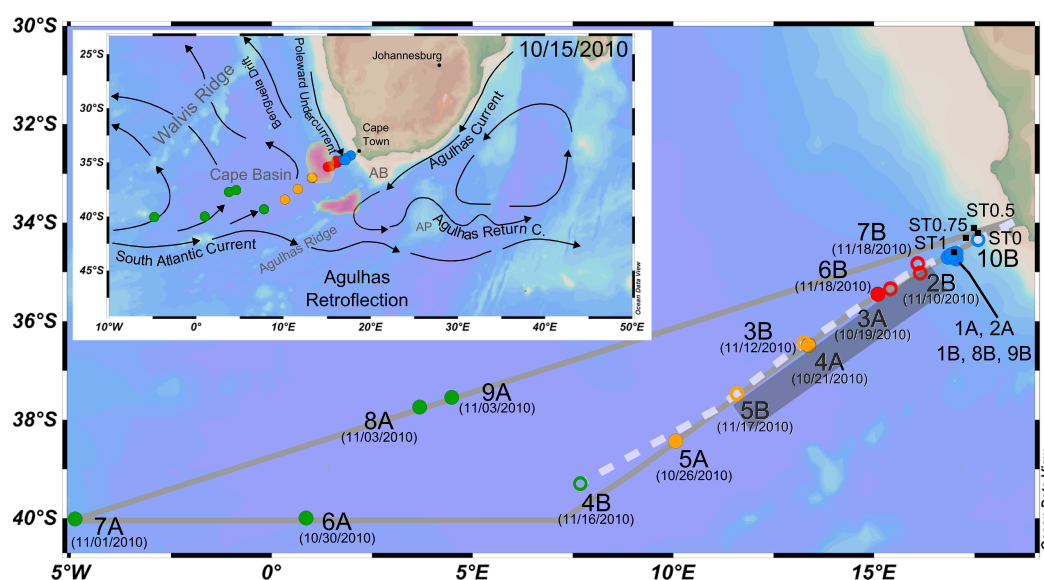 30°S
32°S
34°S
36°S
38°S
40°S
5°W
0°
5°E
10°E
15°E
25°S
30°S
35°S
40°S
45°S
10°W
0°
10°E
20°E
30°E
40°E
50°E
10/15/2010
Johannesburg
Cape
Town
Walvis Ridge
Benguela Drift
Poleward Undercurrent
Agulhas Current
Cape Basin
AB
AP
Agulhas Return C.
South Atlantic Current
Agulhas Ridge
Agulhas
Retroflection
Ocean Data View
ST0.5
ST0.75
ST0
ST1
7B
(11/18/2010)
10B
6B
(11/18/2010)
2B
(11/10/2010)
1A, 2A
1B, 8B, 9B
3A
(10/19/2010)
3B
(11/12/2010)
4A
(10/21/2010)
9A
(11/03/2010)
8A
(11/03/2010)
5B
(11/17/2010)
5A
(10/26/2010)
4B
(11/16/2010)
6A
(10/30/2010)
7A
(11/01/2010)